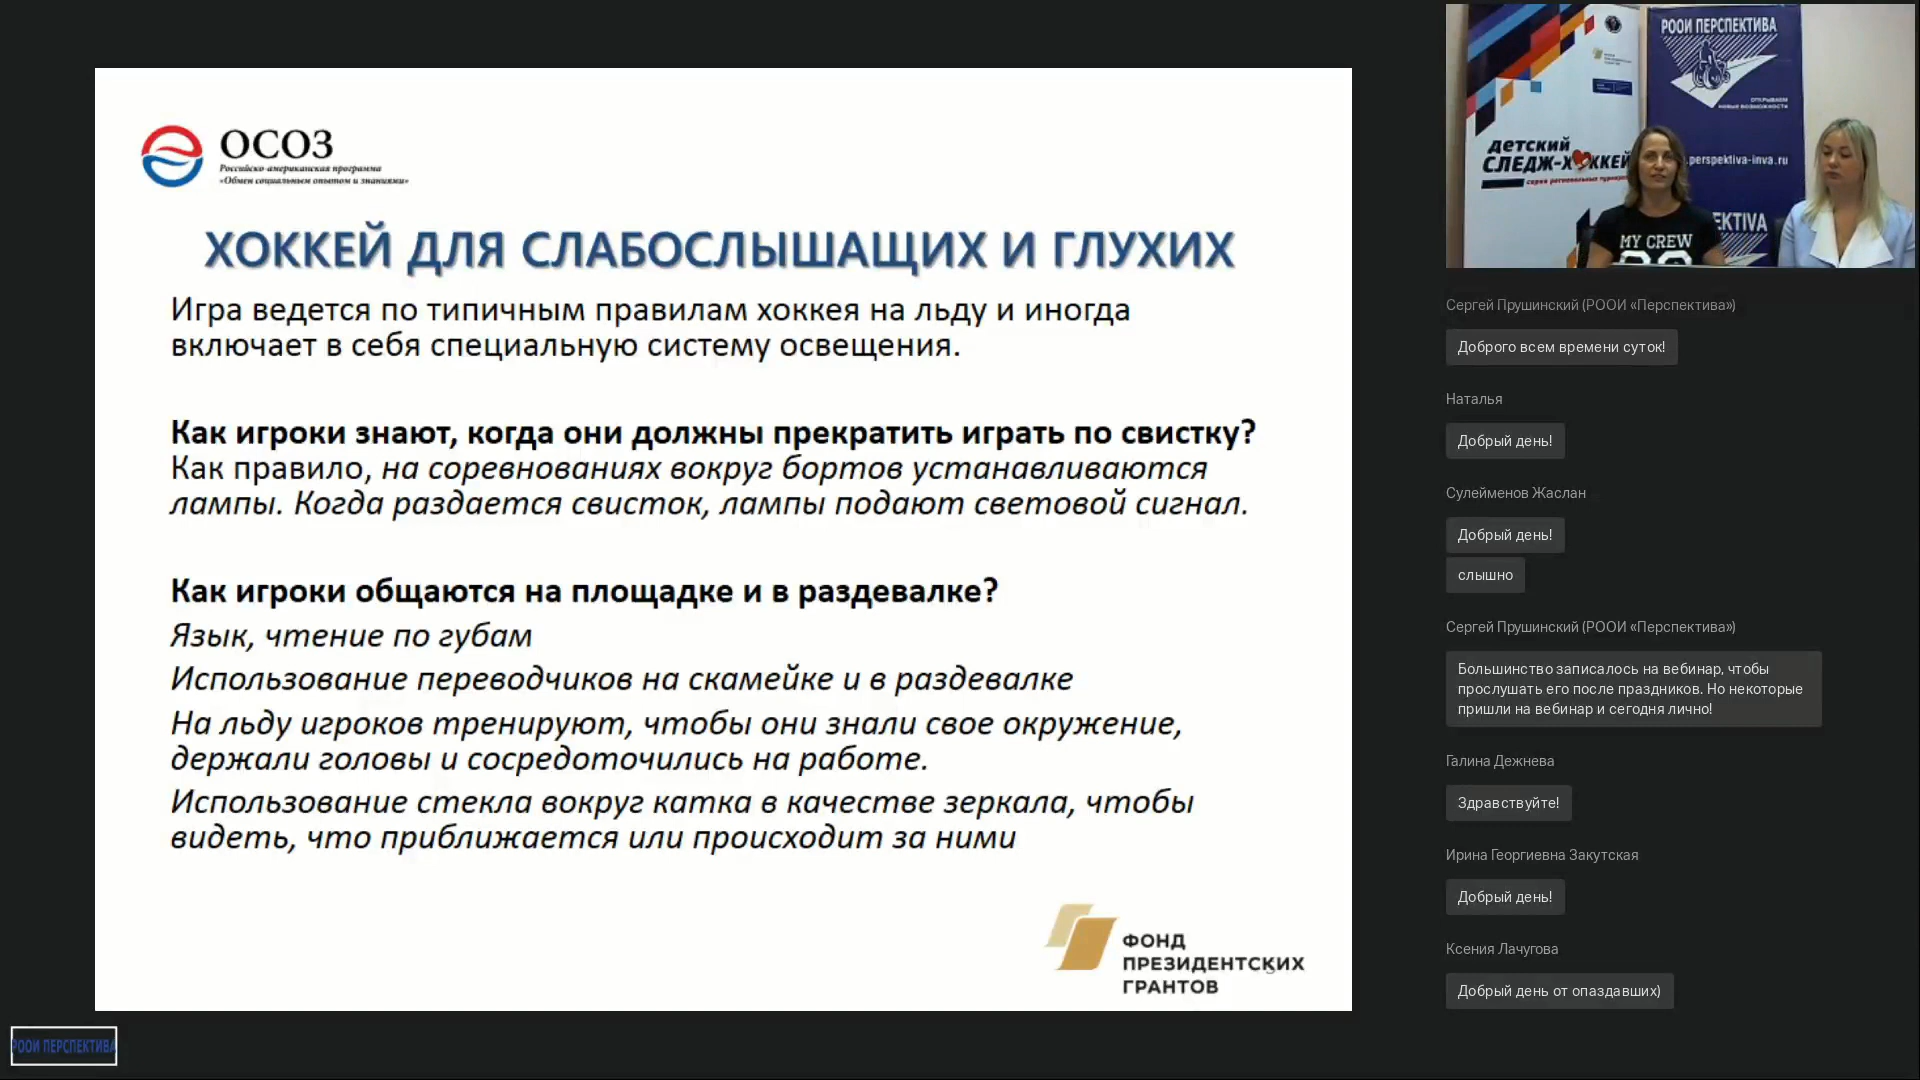 ОСОЗ
Российско-американская программа
«Обмен социальным опытом и знаниями»
ХОККЕЙ ДЛЯ СЛАБОСЛЫШАЩИХ И ГЛУХИХ
Игра ведется по типичным правилам хоккея на льду и иногда
включает в себя специальную систему освещения.
Как игроки знают, когда они должны прекратить играть по свистку?
Как правило, на соревнованиях вокруг бортов устанавливаются
лампы. Когда раздается свисток, лампы подают световой сигнал.
Как игроки общаются на площадке и в раздевалке?
Язык, чтение по губам
Использование переводчиков на скамейке и в раздевалке
На льду игроков тренируют, чтобы они знали свое окружение,
держали головы и сосредоточились на работе.
Использование стекла вокруг катка в качестве зеркала, чтобы
видеть, что приближается или происходит за ними
ФОНД
ПРЕЗИДЕНТСКИХ
ГРАНТОВ
РООИ ПЕРСПЕКТИВА
РООИ ПЕРСПЕКТИВА
ОТКРЫВАЕМ
НОВЫЕ ВОЗМОЖНОСТИ
детский
СЛЕДЖ-ХОККЕЙ
.perspektiva-inva.ru
MY CREW
Сергей Прушинский (РООИ «Перспектива»)
Доброго всем времени суток!
Наталья
Добрый день!
Сулейменов Жаслан
Добрый день!
слышно
Сергей Прушинский (РООИ «Перспектива»)
Большинство записалось на вебинар, чтобы
прослушать его после праздников. Но некоторые
пришли на вебинар и сегодня лично!
Галина Дежнева
Здравствуйте!
Ирина Георгиевна Закутская
Добрый день!
Ксения Лачугова
Добрый день от опаздавших)